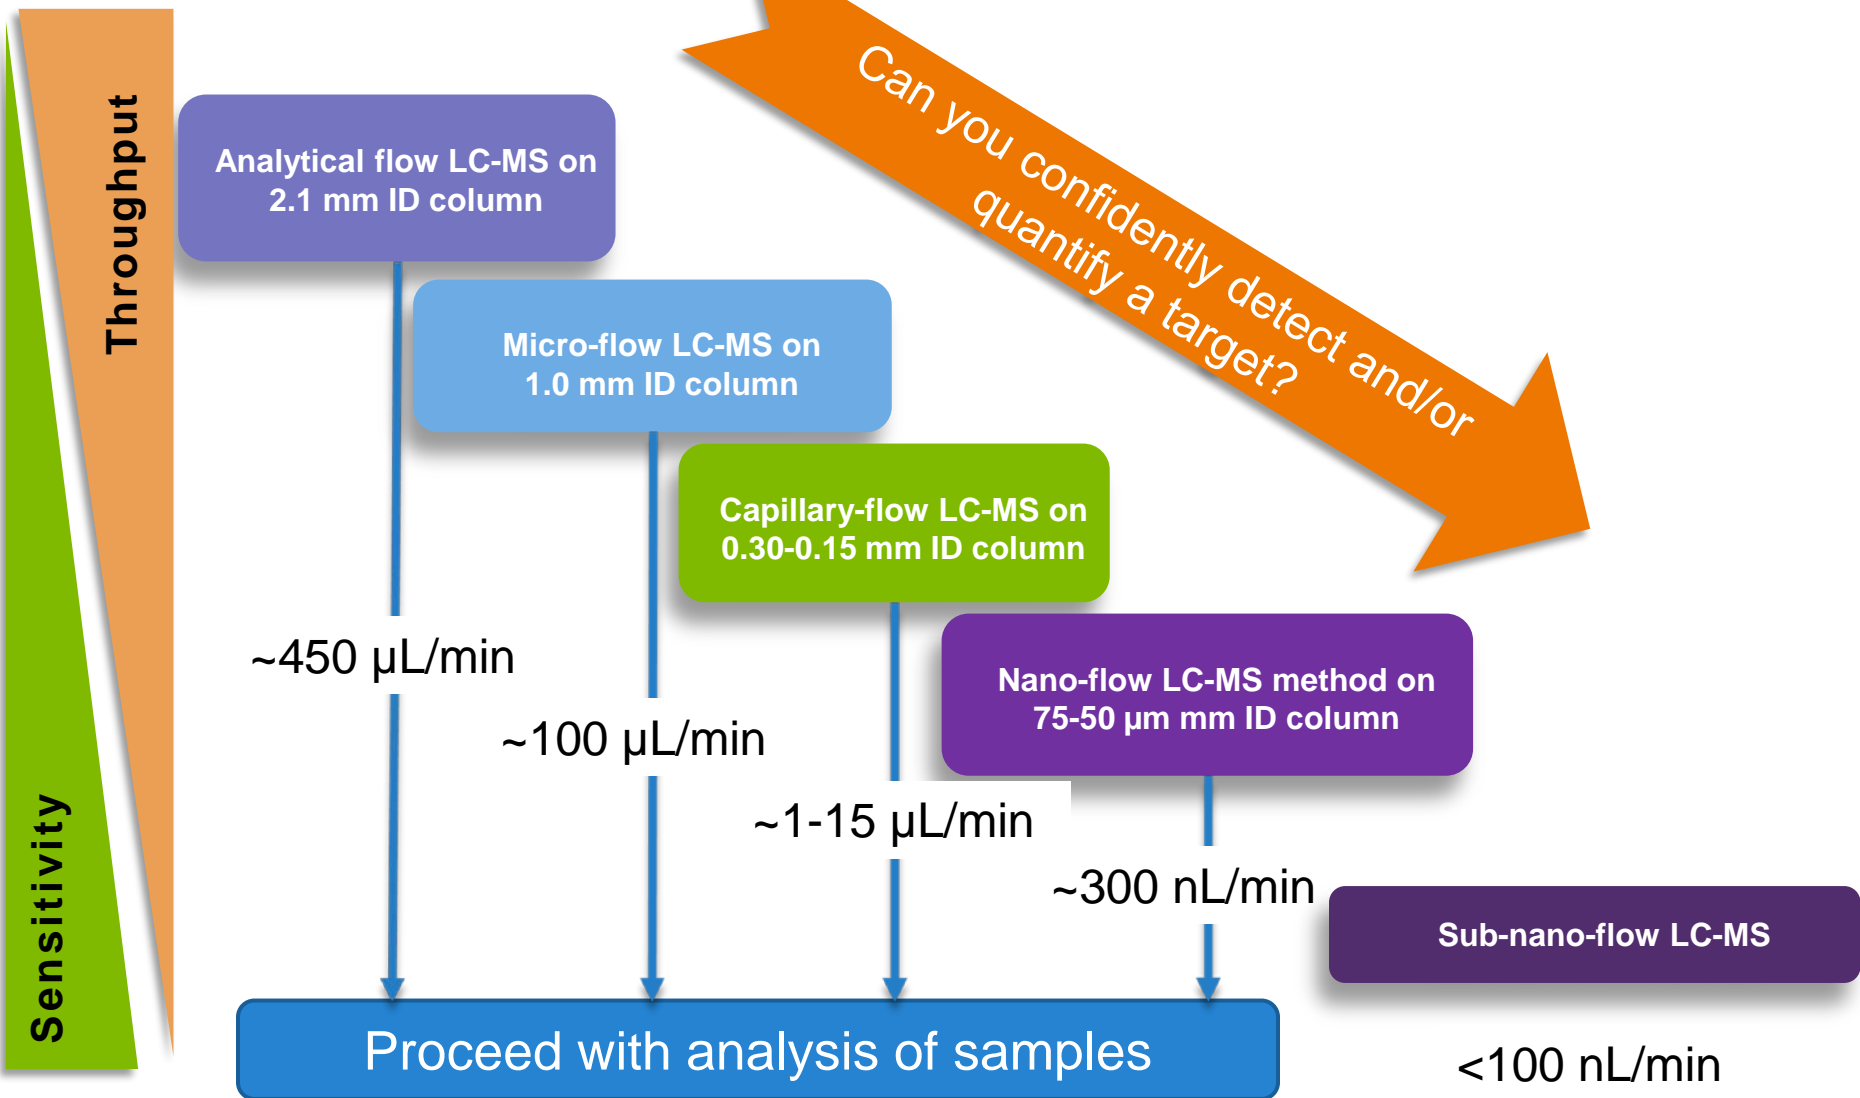 Throughput
Sensitivity
Can you confidently detect and/or
quantify a target?
Analytical flow LC-MS on
2.1 mm ID column
Micro-flow LC-MS on
1.0 mm ID column
Capillary-flow LC-MS on
0.30-0.15 mm ID column
Nano-flow LC-MS method on
75-50 µm mm ID column
Sub-nano-flow LC-MS
~450 µL/min
~100 µL/min
~1-15 µL/min
~300 nL/min
<100 nL/min
Proceed with analysis of samples